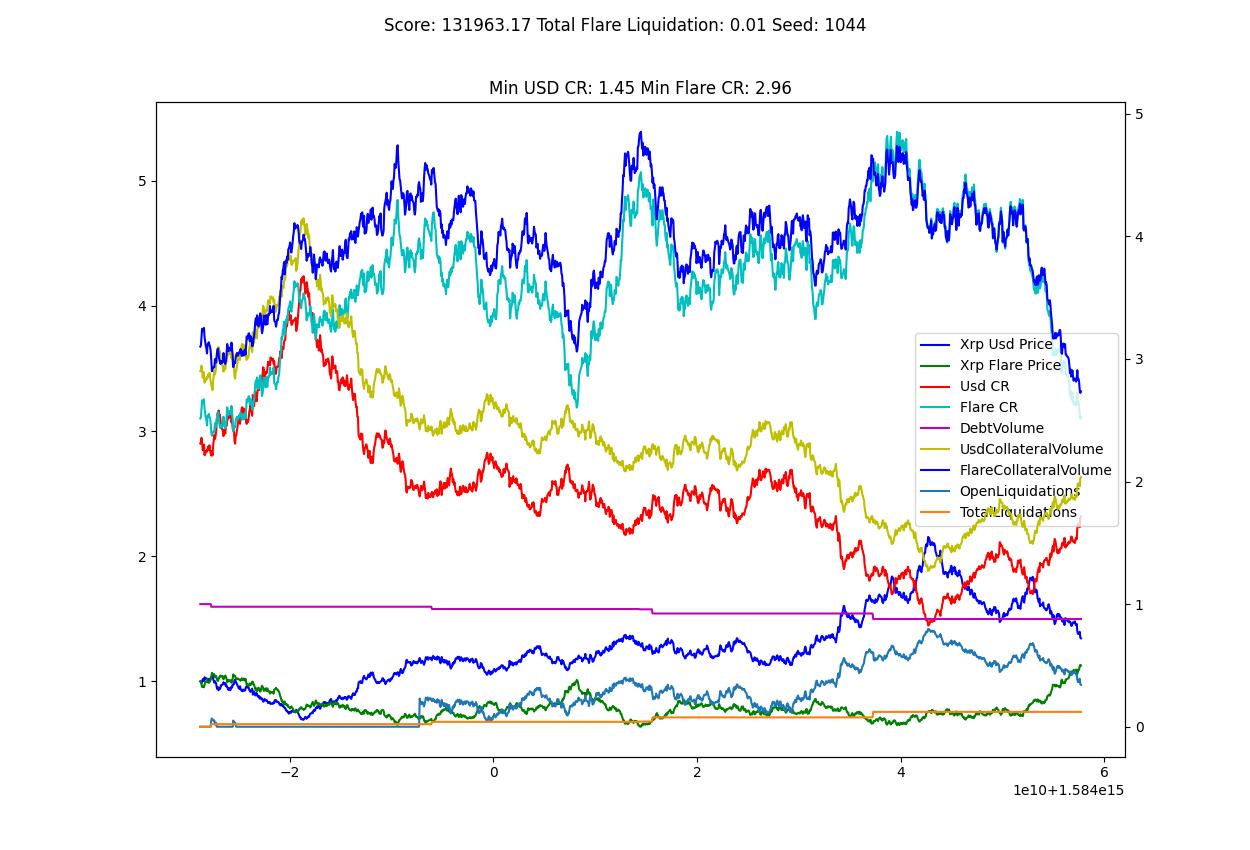 Score: 131963.17 Total Flare Liquidation: 0.01 Seed: 1044
Min USD CR: 1.45 Min Flare CR: 2.96
5
5
4
4
3
3
2
2
1
1
0
Xrp Usd Price
Xrp Flare Price
Usd CR
Flare CR
DebtVolume
UsdCollateralVolume
FlareCollateralVolume
OpenLiquidations
TotalLiquidations
−2 0 2 4 6
1e10+1.584e15